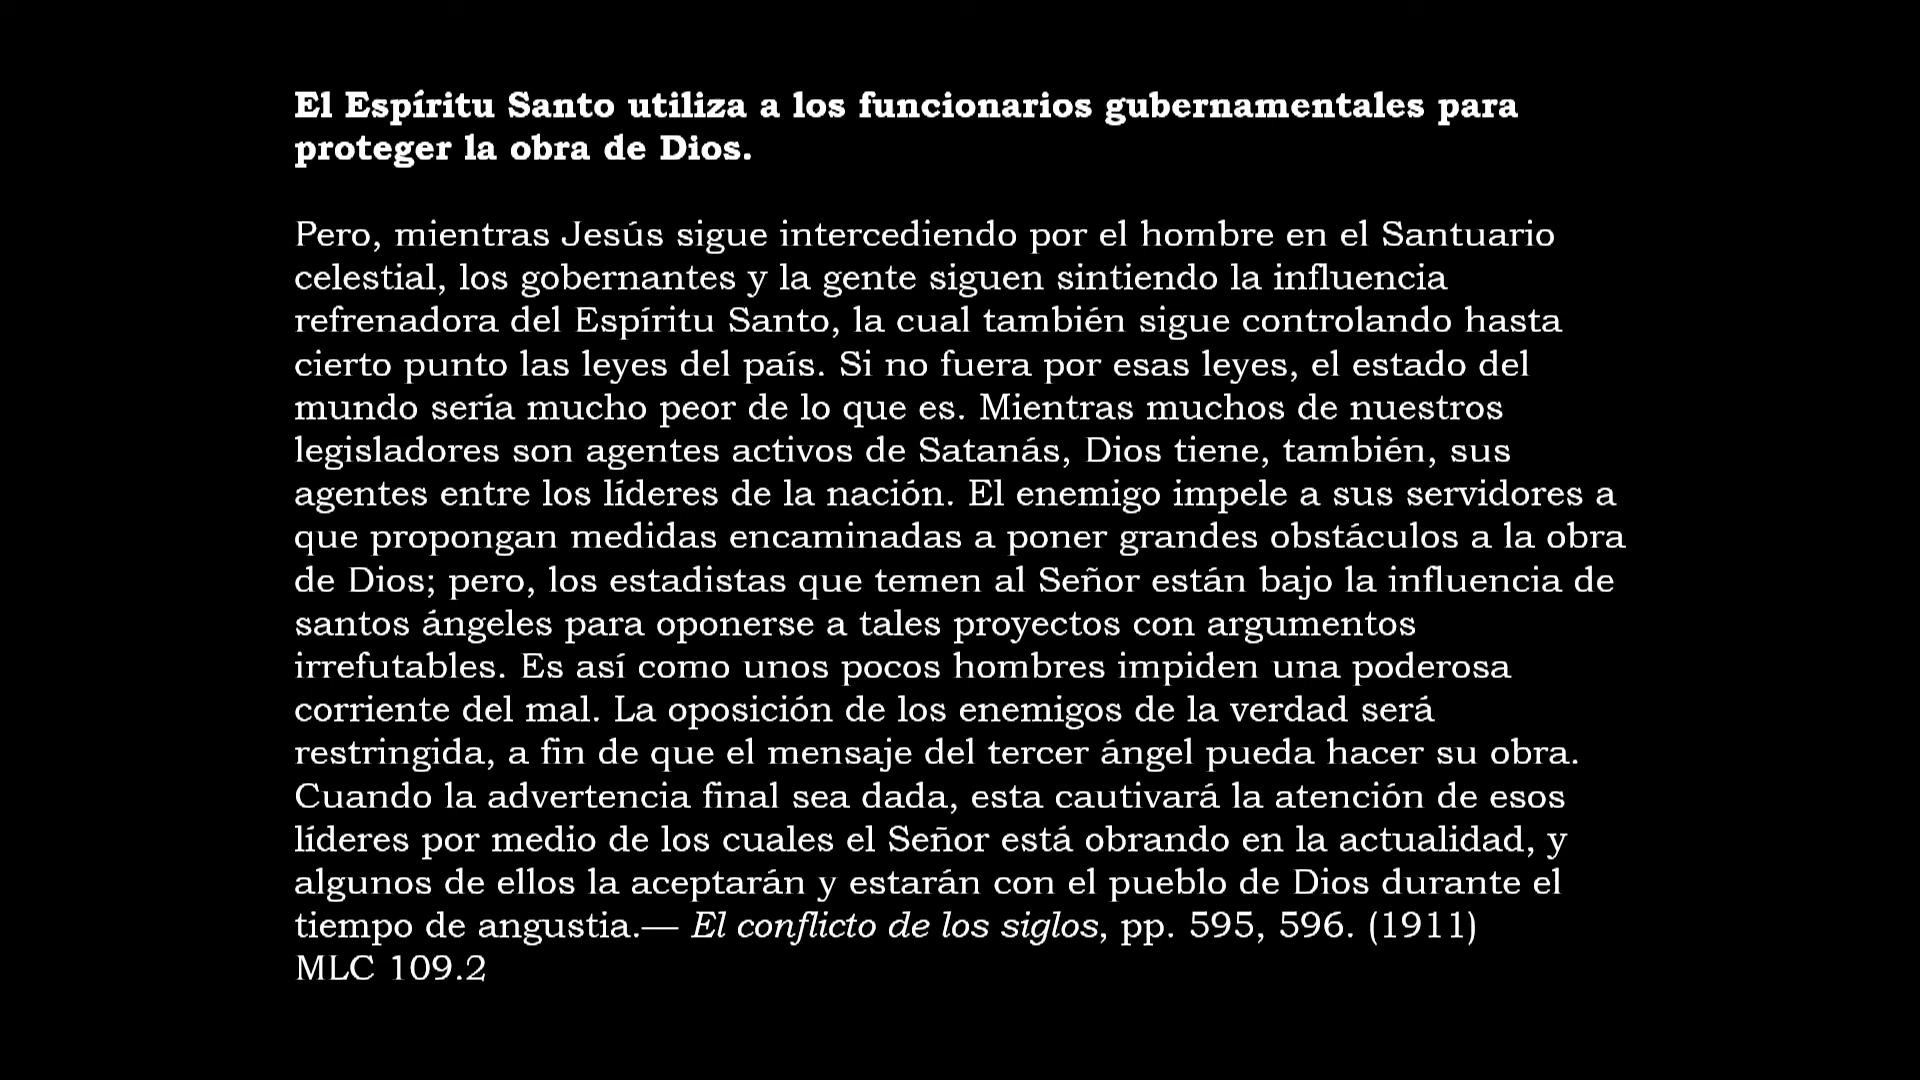 El Espíritu Santo utiliza a los funcionarios gubernamentales para
proteger la obra de Dios.
Pero, mientras Jesús sigue intercediendo por el hombre en el Santuario
celestial, los gobernantes y la gente siguen sintiendo la influencia
refrenadora del Espíritu Santo, la cual también sigue controlando hasta
cierto punto las leyes del país. Si no fuera por esas leyes, el estado del
mundo sería mucho peor de lo que es. Mientras muchos de nuestros
legisladores son agentes activos de Satanás, Dios tiene, también, sus
agentes entre los líderes de la nación. El enemigo impele a sus servidores a
que propongan medidas encaminadas a poner grandes obstáculos a la obra
de Dios; pero, los estadistas que temen al Señor están bajo la influencia de
santos ángeles para oponerse a tales proyectos con argumentos
irrefutables. Es así como unos pocos hombres impiden una poderosa
corriente del mal. La oposición de los enemigos de la verdad será
restringida, a fin de que el mensaje del tercer ángel pueda hacer su obra.
Cuando la advertencia final sea dada, esta cautivará la atención de esos
líderes por medio de los cuales el Señor está obrando en la actualidad, y
algunos de ellos la aceptarán y estarán con el pueblo de Dios durante el
tiempo de angustia.— El conflicto de los siglos, pp. 595, 596. (1911)
MLC 109.2